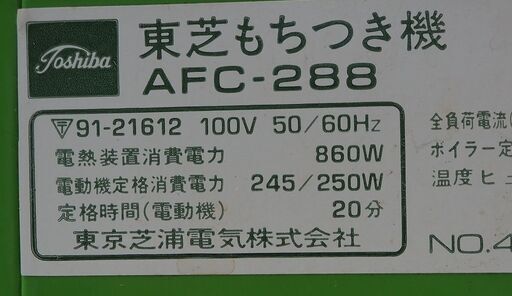 Toshiba
東芝もちつき機
AFC-288
91-21612 100V 50/60Hz
電熱装置消費電力 860W
電動機定格消費電力 245/250W
定格時間(電動機) 20分
東京芝浦電気株式会社
全負荷電流(
ボイラー定
温度ヒュ
NO.4